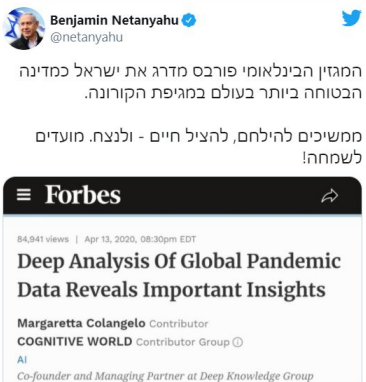 Benjamin Netanyahu
@netanyahu
המגזין הבינלאומי פורבס מדרג את ישראל כמדינה
הבטוחה ביותר בעולם במגיפת הקורונה.
ממשיכים להילחם, להציל חיים - ולנצח. מועדים
לשמחה!
Forbes
84,941 views | Apr 13, 2020, 08:30pm EDT
Deep Analysis Of Global Pandemic
Data Reveals Important Insights
Margaretta Colangelo Contributor
COGNITIVE WORLD Contributor Group
AI
Co-founder and Managing Partner at Deep Knowledge Group